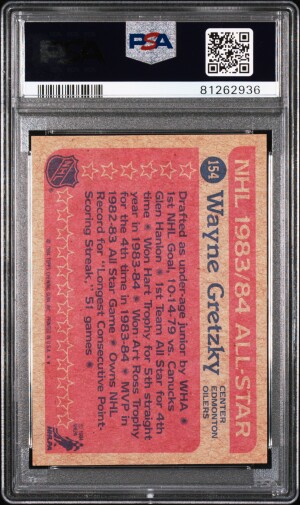 PSA
81262936
NHL 1983/84 ALL-STAR
154 Wayne Gretzky
CENTER
EDMONTON
OILERS
Drafted as under-age junior by WHA ★
1st NHL Goal, 10-14-79 vs. Canucks
Glen Hanlon ★ 1st Team All Star for 4th
time ★ Won Hart Trophy for 5th straight
year in 1983-84 ★ Won Art Ross Trophy
for the 4th time in 1983-84 ★ MVP in
1982-83 All Star Game ★ Owns NHL
Record for "Longest Consecutive Point-
Scoring Streak," 51 games ★
NHL